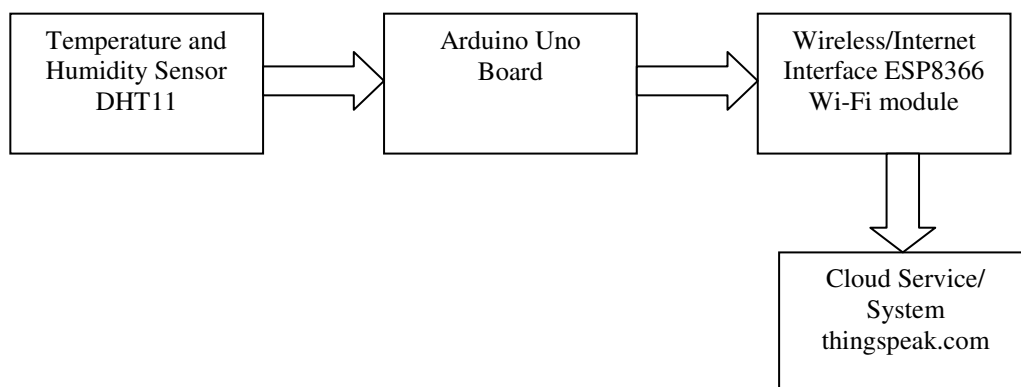 Temperature and
Humidity Sensor
DHT11
Arduino Uno
Board
Wireless/Internet
Interface ESP8366
Wi-Fi module
Cloud Service/
System
thingspeak.com